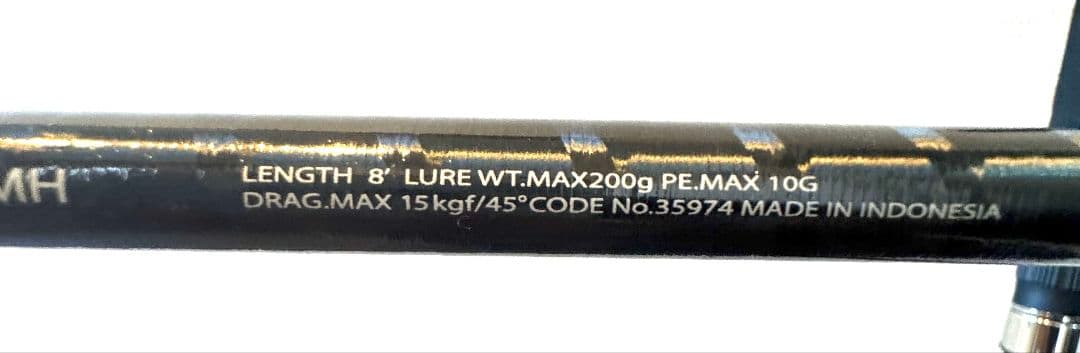 MH
LENGTH 8' LURE WT.MAX200g PE.MAX 10G
DRAG.MAX 15kgf/45°CODE No.35974 MADE IN INDONESIA